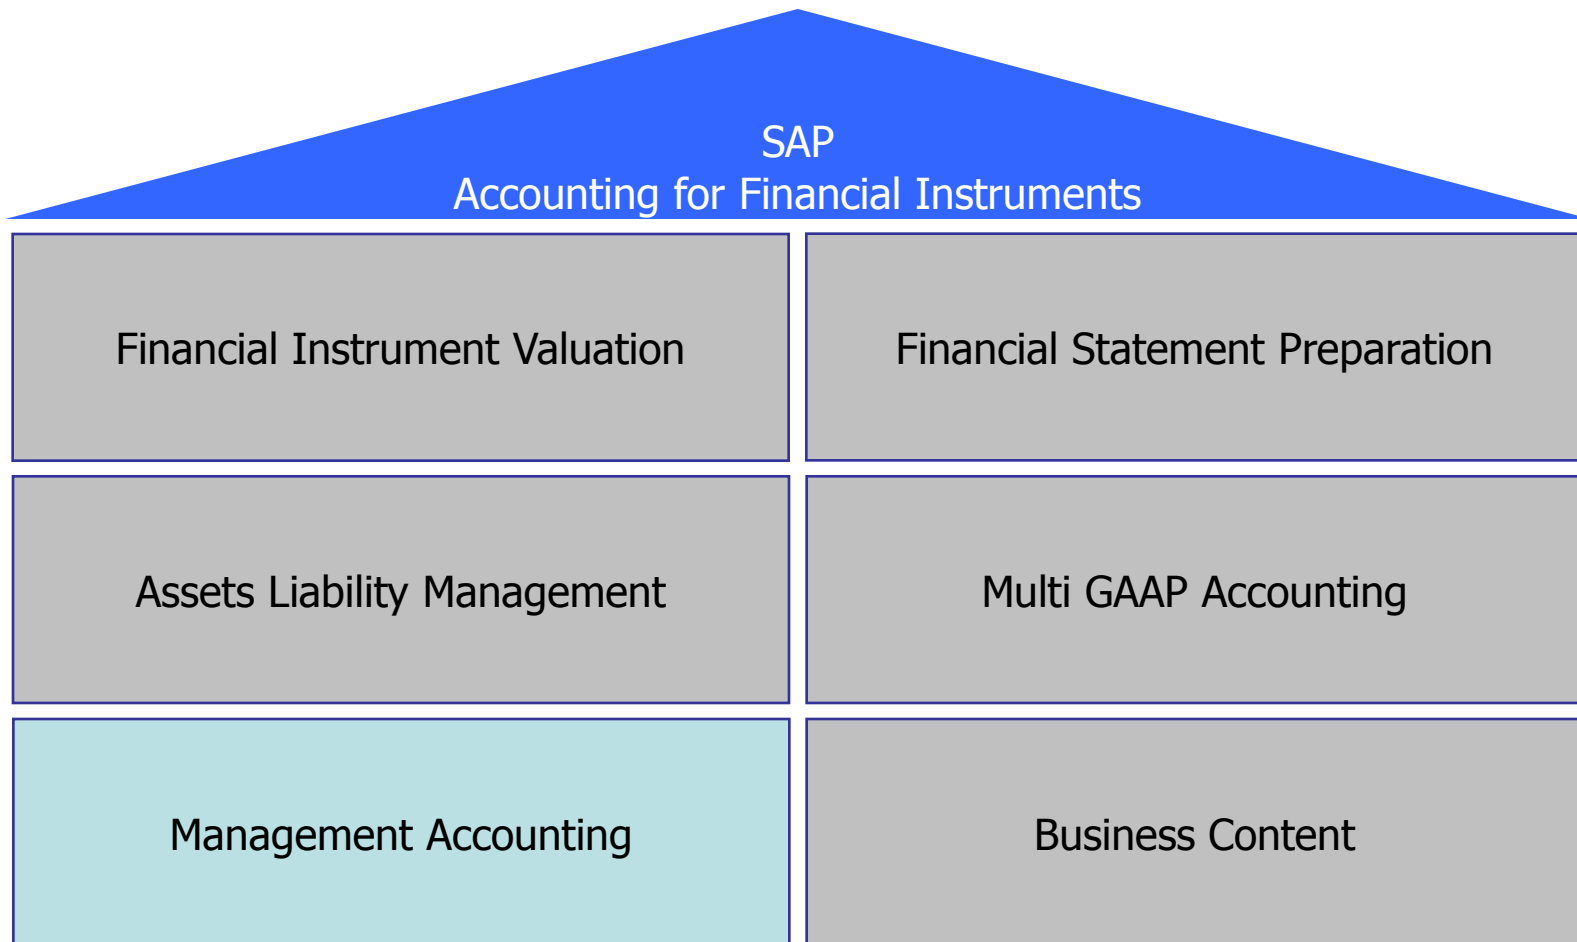 SAP
Accounting for Financial Instruments
Financial Instrument Valuation
Financial Statement Preparation
Assets Liability Management
Multi GAAP Accounting
Management Accounting
Business Content